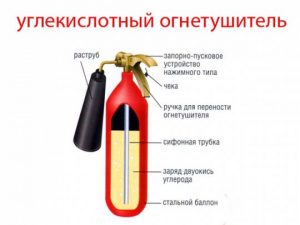 углекислотный огнетушитель
раструб
запорно-пусковое
устройство
нажимного типа
чека
ручка для переноски
огнетушителя
сифонная трубка
заряд двуокись
углерода
стальной баллон